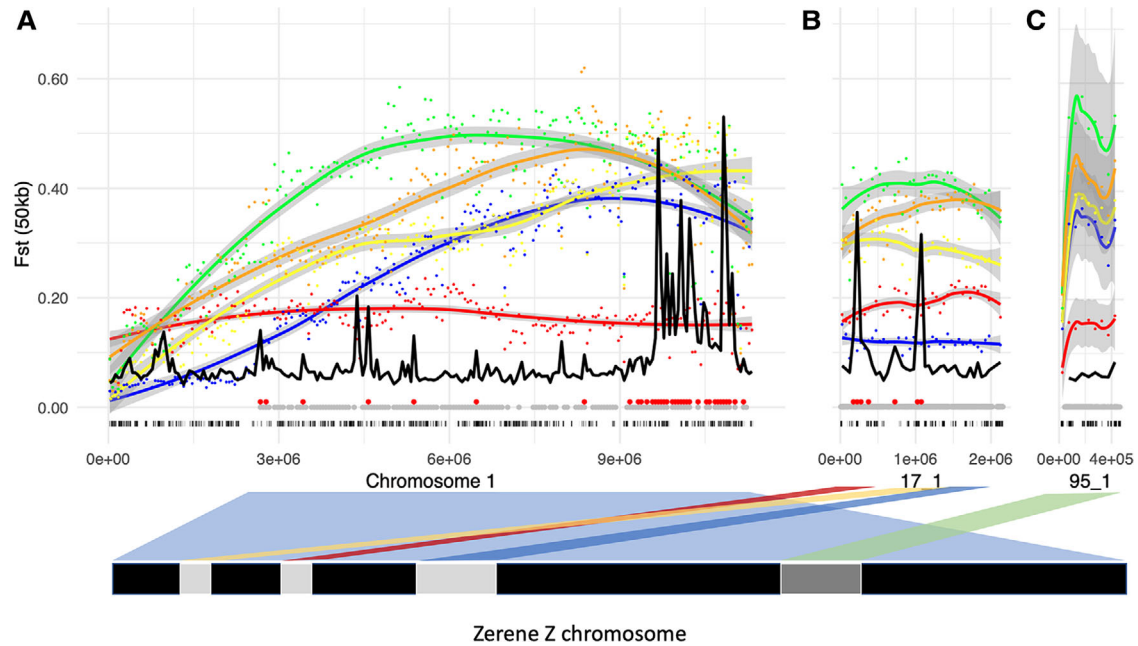 A
B
C
Fst (50kb)
0.60
0.40
0.20
0.00
0e+00 3e+06 6e+06 9e+06
0e+00 1e+06 2e+06
0e+00 4e+05
Chromosome 1
17_1
95_1
Zerene Z chromosome